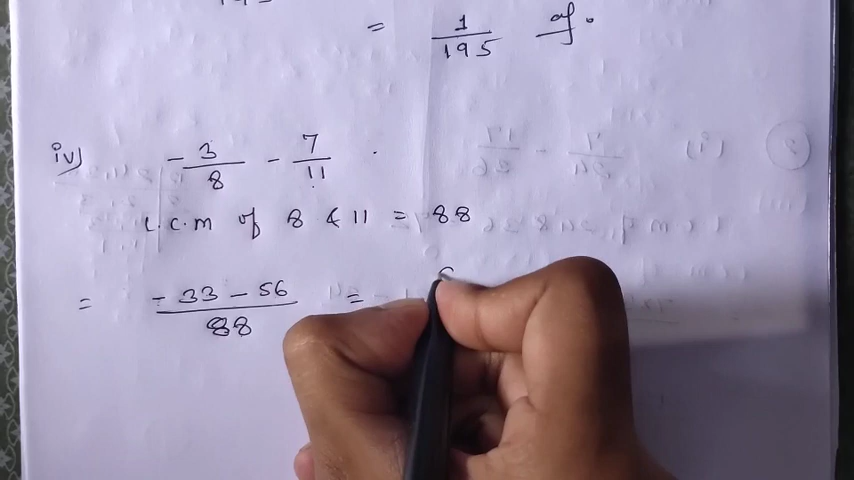 = 1/195 of.
iv) -3/8 - 7/11 .
L.C.M of 8 & 11 = 88
= -33-56/88 =